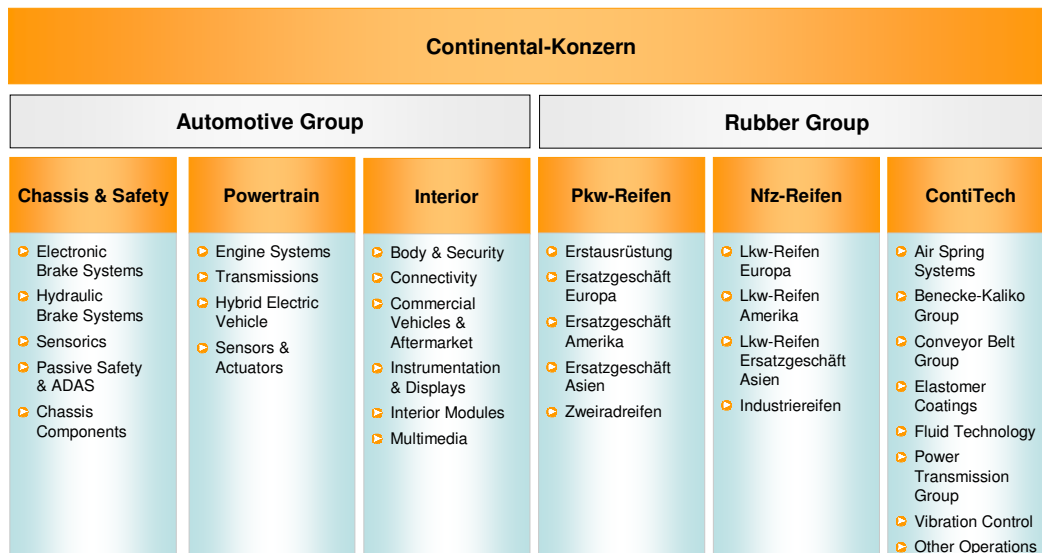 Continental-Konzern
Automotive Group
Rubber Group
Chassis & Safety
Electronic
Brake Systems
Hydraulic
Brake Systems
Sensorics
Passive Safety
& ADAS
Chassis
Components
Powertrain
Engine Systems
Transmissions
Hybrid Electric
Vehicle
Sensors &
Actuators
Interior
Body & Security
Connectivity
Commercial
Vehicles &
Aftermarket
Instrumentation
& Displays
Interior Modules
Multimedia
Pkw-Reifen
Erstausrüstung
Ersatzgeschäft
Europa
Ersatzgeschäft
Amerika
Ersatzgeschäft
Asien
Zweiradreifen
Nfz-Reifen
Lkw-Reifen
Europa
Lkw-Reifen
Amerika
Lkw-Reifen
Ersatzgeschäft
Asien
Industriereifen
ContiTech
Air Spring
Systems
Benecke-Kaliko
Group
Conveyor Belt
Group
Elastomer
Coatings
Fluid Technology
Power
Transmission
Group
Vibration Control
Other Operations